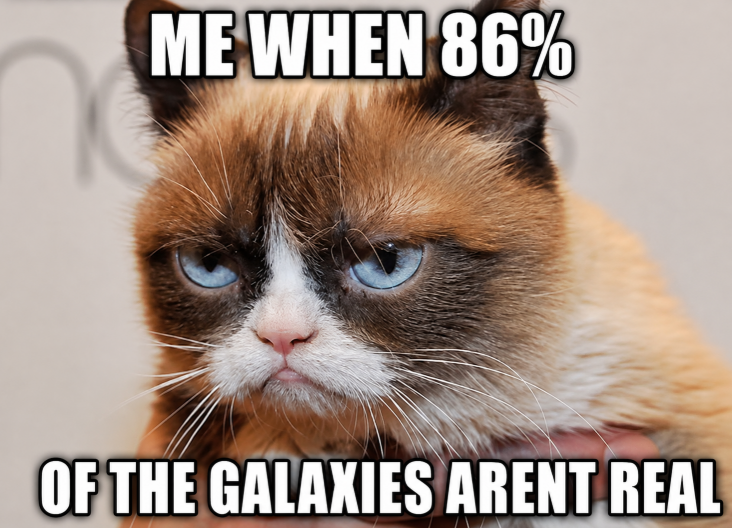 ME WHEN 86%
OF THE GALAXIES ARENT REAL